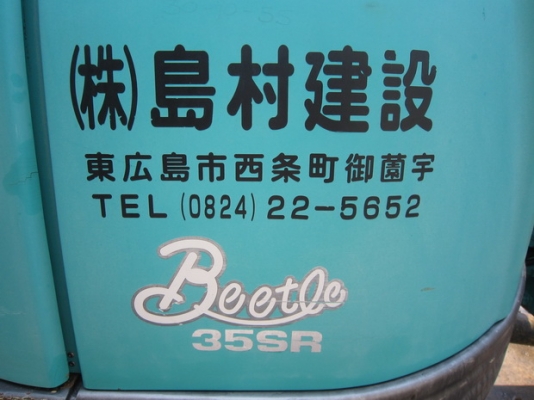 (株)島村建設
東広島市西条町御薗宇
TEL (0824) 22-5652
Beetle
35SR